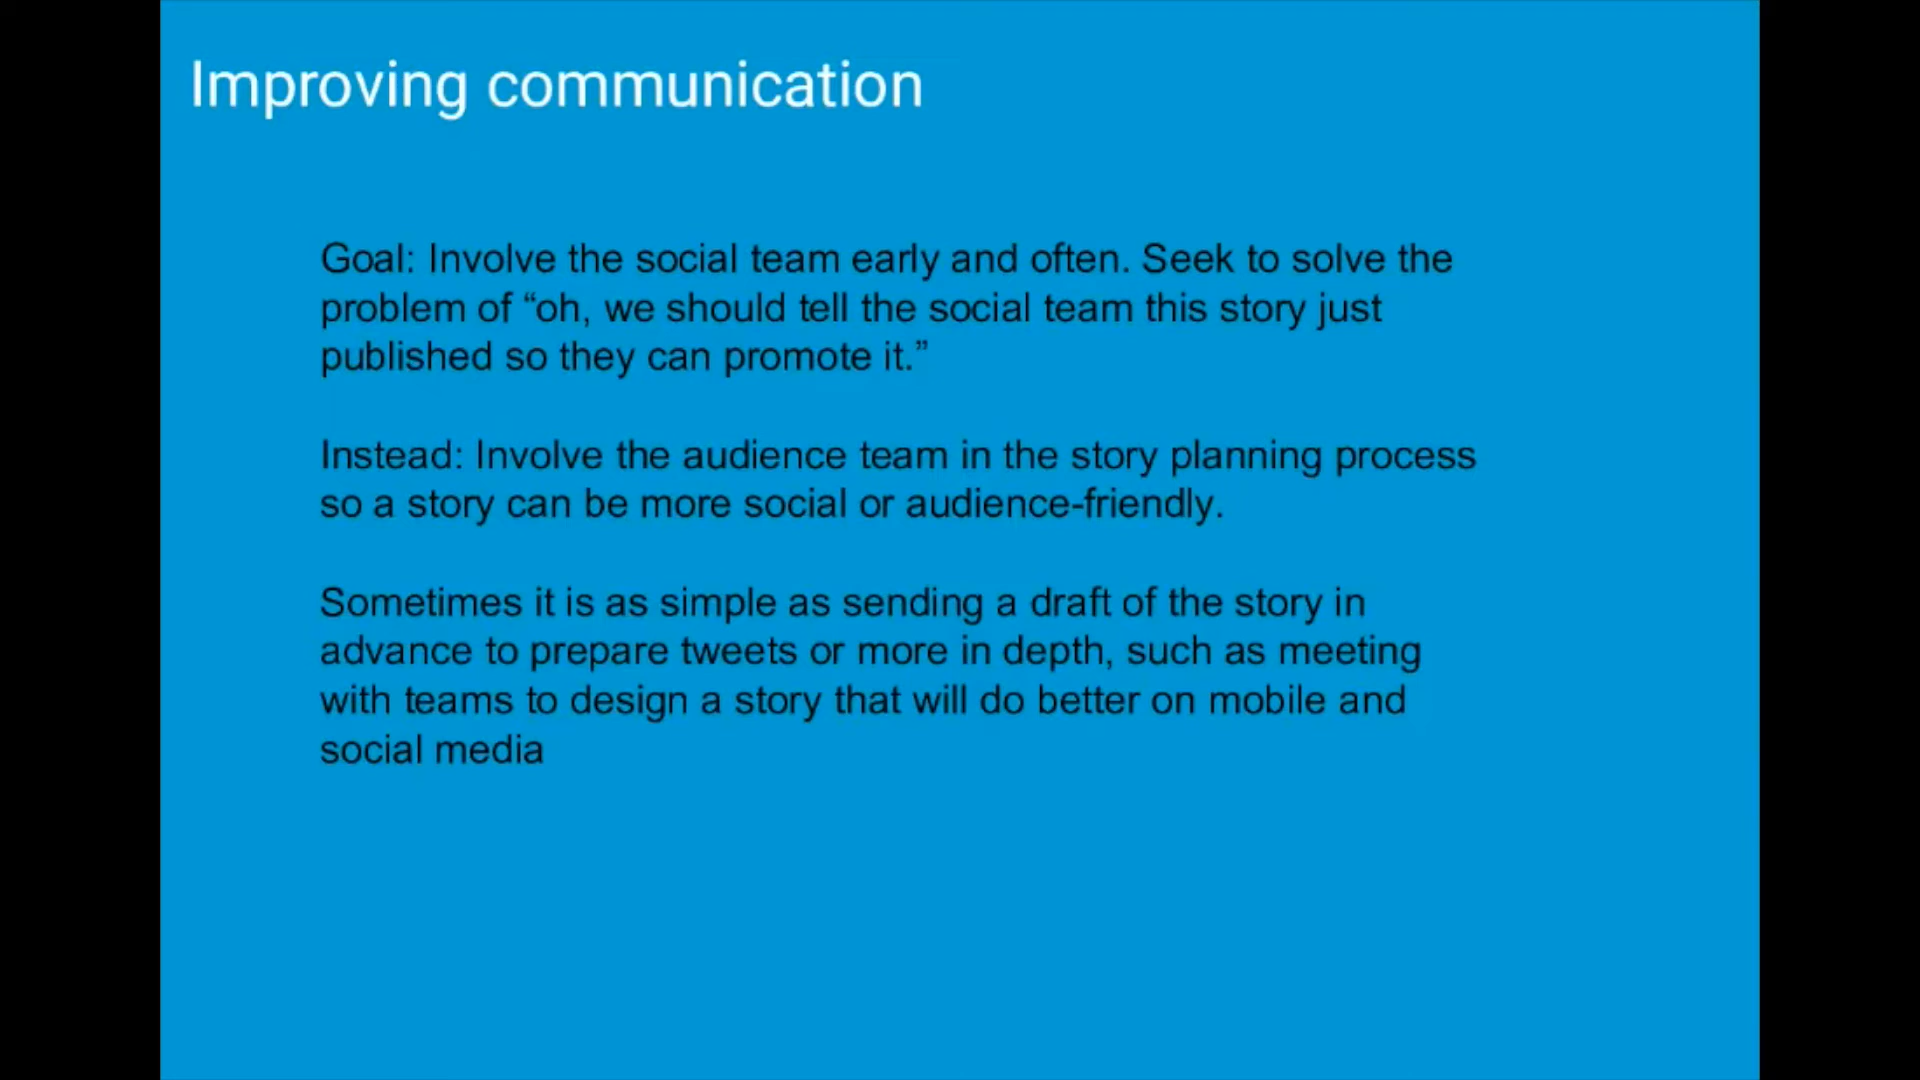 Improving communication
Goal: Involve the social team early and often. Seek to solve the
problem of “oh, we should tell the social team this story just
published so they can promote it.”
Instead: Involve the audience team in the story planning process
so a story can be more social or audience-friendly.
Sometimes it is as simple as sending a draft of the story in
advance to prepare tweets or more in depth, such as meeting
with teams to design a story that will do better on mobile and
social media